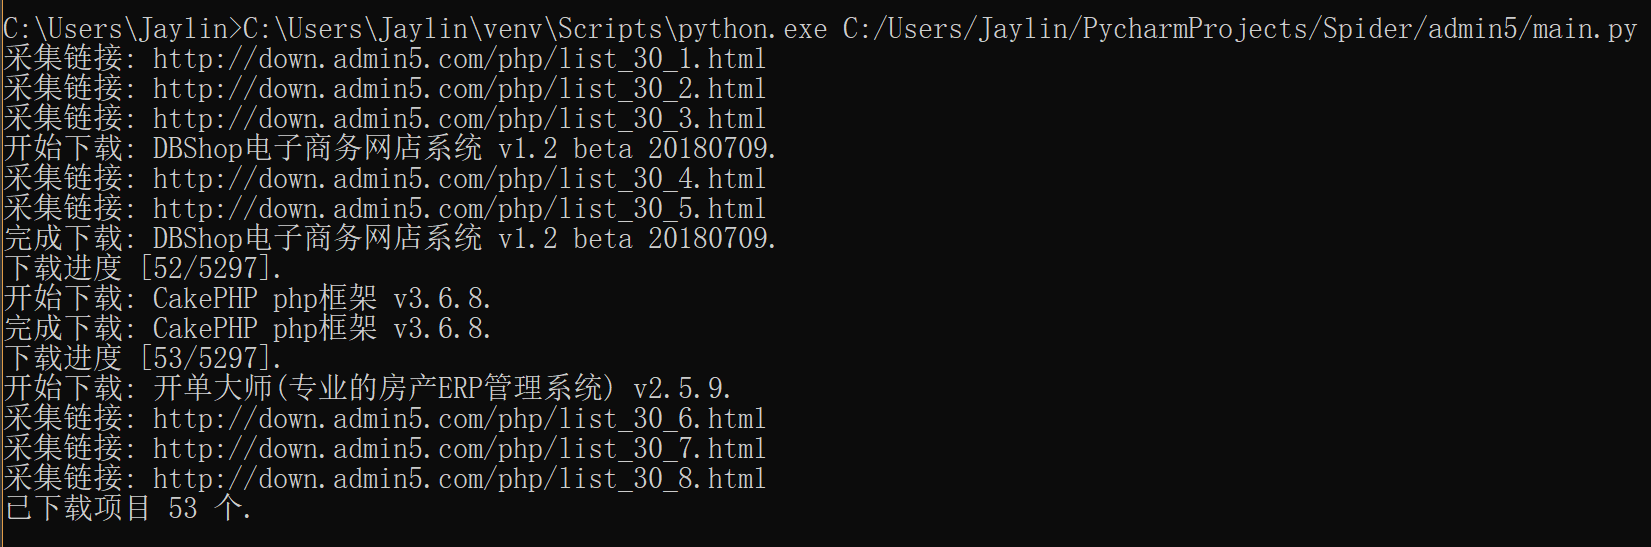 C:\Users\Jaylin>C:\Users\Jaylin\venv\Scripts\python.exe C:/Users/Jaylin/PycharmProjects/Spider/admin5/main.py
采集链接: http://down.admin5.com/php/list_30_1.html
采集链接: http://down.admin5.com/php/list_30_2.html
采集链接: http://down.admin5.com/php/list_30_3.html
开始下载: DBShop电子商务网店系统 v1.2 beta 20180709.
采集链接: http://down.admin5.com/php/list_30_4.html
采集链接: http://down.admin5.com/php/list_30_5.html
完成下载: DBShop电子商务网店系统 v1.2 beta 20180709.
下载进度 [52/5297].
开始下载: CakePHP php框架 v3.6.8.
完成下载: CakePHP php框架 v3.6.8.
下载进度 [53/5297].
开始下载: 开单大师(专业的房产ERP管理系统) v2.5.9.
采集链接: http://down.admin5.com/php/list_30_6.html
采集链接: http://down.admin5.com/php/list_30_7.html
采集链接: http://down.admin5.com/php/list_30_8.html
已下载项目 53 个.